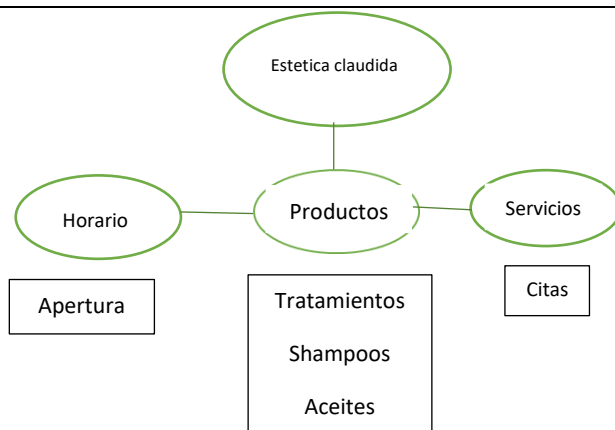 Estetica claudida
Horario
Productos
Servicios
Apertura
Tratamientos
Shampoos
Aceites
Citas